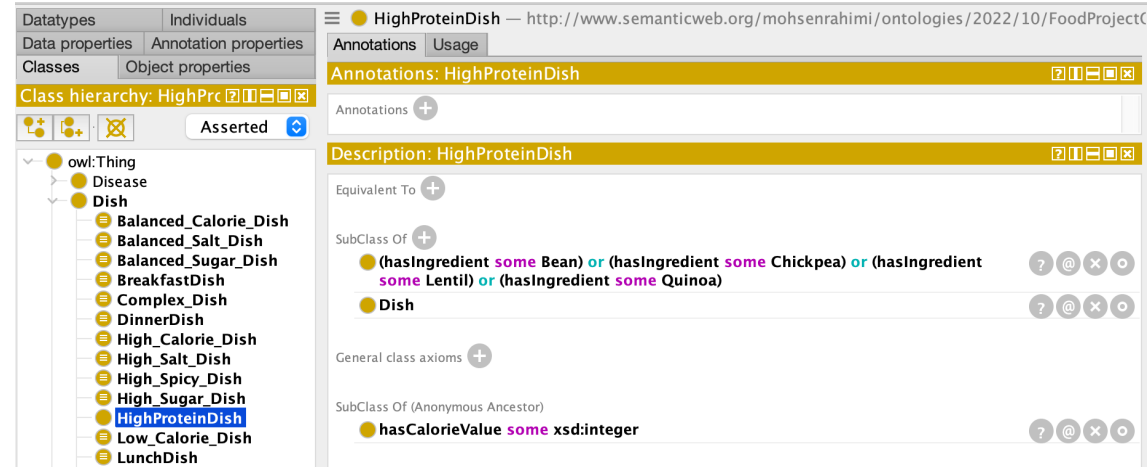 Datatypes
Individuals
Data properties
Annotation properties
Classes
Object properties
Class hierarchy: HighPrc
Asserted
owl:Thing
Disease
Dish
Balanced_Calorie_Dish
Balanced_Salt_Dish
Balanced_Sugar_Dish
BreakfastDish
Complex_Dish
DinnerDish
High_Calorie_Dish
High_Salt_Dish
High_Spicy_Dish
High_Sugar_Dish
HighProteinDish
Low_Calorie_Dish
LunchDish
HighProteinDish — http://www.semanticweb.org/mohsenrahimi/ontologies/2022/10/FoodProject
Annotations
Usage
Annotations: HighProteinDish
Annotations
Description: HighProteinDish
Equivalent To
SubClass Of
(hasIngredient some Bean) or (hasIngredient some Chickpea) or (hasIngredient
some Lentil) or (hasIngredient some Quinoa)
Dish
General class axioms
SubClass Of (Anonymous Ancestor)
hasCalorieValue some xsd:integer